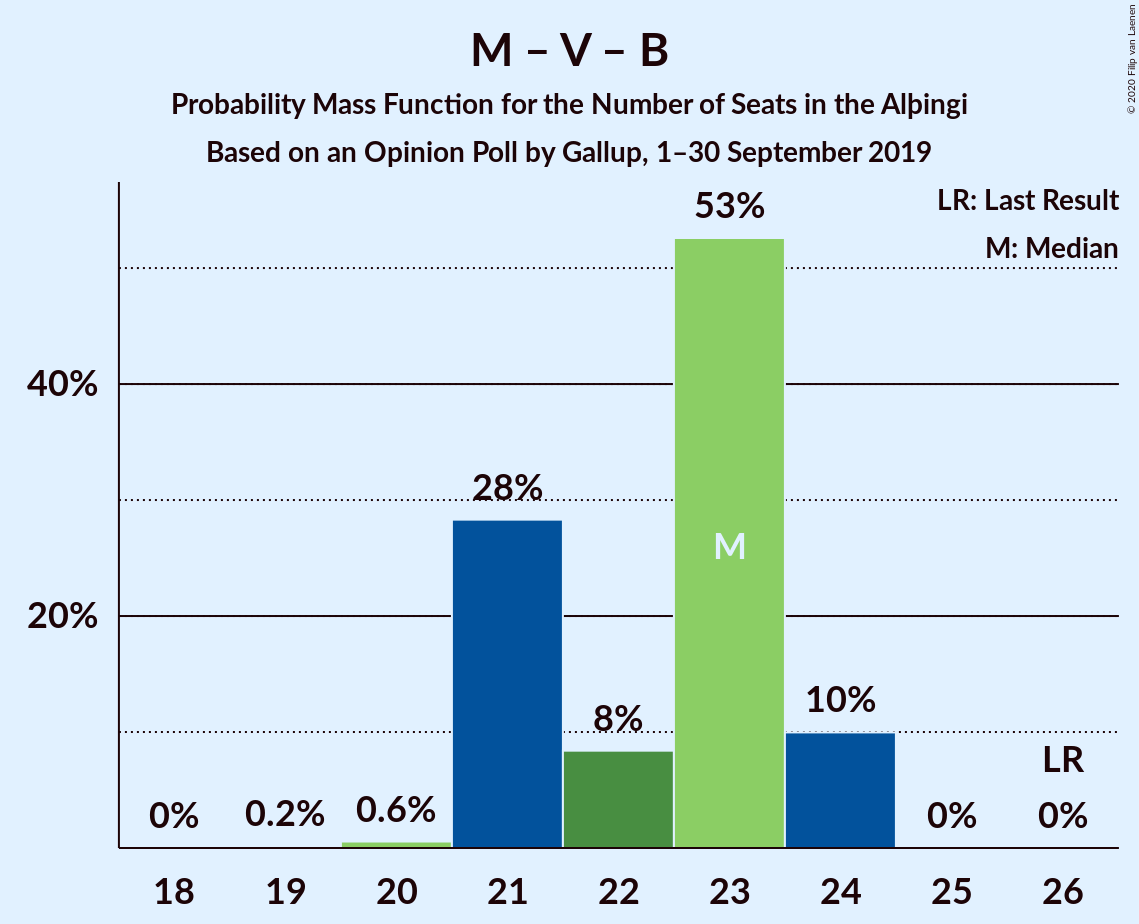 M – V – B
Probability Mass Function for the Number of Seats in the Alþingi
Based on an Opinion Poll by Gallup, 1–30 September 2019
© 2020 Filip van Laenen
LR: Last Result
M: Median
53%
40%
28%
M
20%
8%
10%
LR
0%
0.2%
0.6%
0%
0%
18 19 20 21 22 23 24 25 26